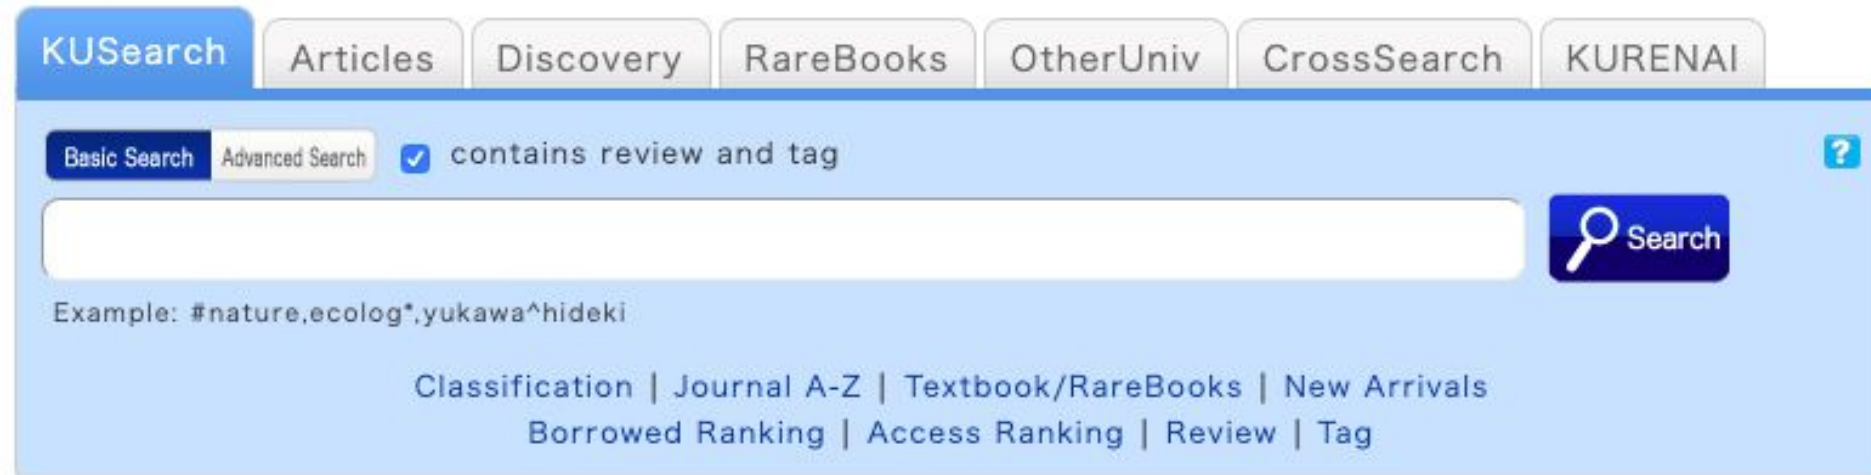 KUSearch Articles Discovery RareBooks OtherUniv CrossSearch KURENAI
Basic Search Advanced Search contains review and tag ?
Search
Example: #nature,ecolog*,yukawa^hideki
Classification | Journal A-Z | Textbook/RareBooks | New Arrivals
Borrowed Ranking | Access Ranking | Review | Tag